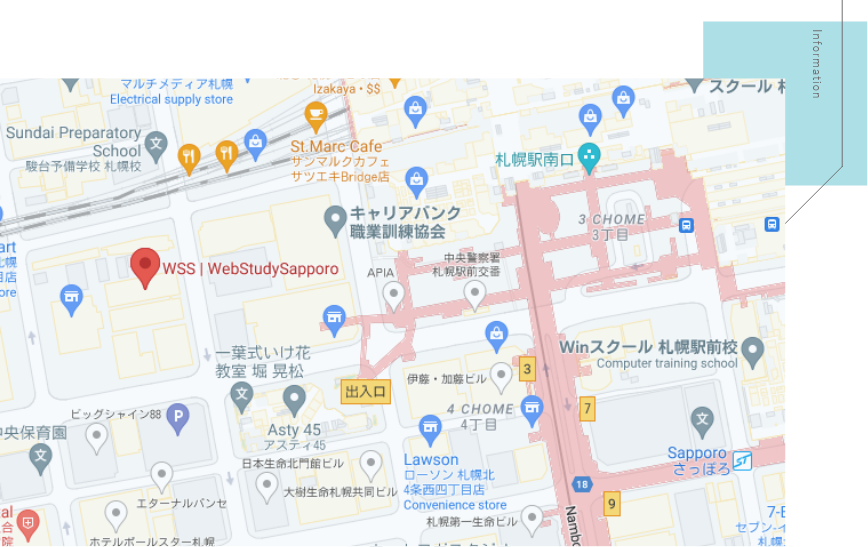 Information
マルチメディア札幌
Electrical supply store
Izakaya・$$
スクール
Sundai Preparatory
School
駿台予備学校 札幌校
St.Marc Cafe
サンマルクカフェ
サツエキBridge店
札幌駅南口
キャリアバンク
職業訓練協会
3 CHOME
3丁目
WSS | WebStudySapporo
APIA
中央警察署
札幌駅前交番
一葉式いけ花
教室 堀 晃松
Winスクール 札幌駅前校
Computer training school
伊藤・加藤ビル
3
出入口
7
ビッグシャイン88
P
4 CHOME
4丁目
Asty 45
アスティ45
中央保育園
Lawson
ローソン 札幌北
4条西四丁目店
Convenience store
Sapporo
さっぽろ
ST
日本生命北門館ビル
大樹生命札幌共同ビル
エターナルバンセ
18
9
札幌第一生命ビル
ホテルポールスター札幌
セブン-イ